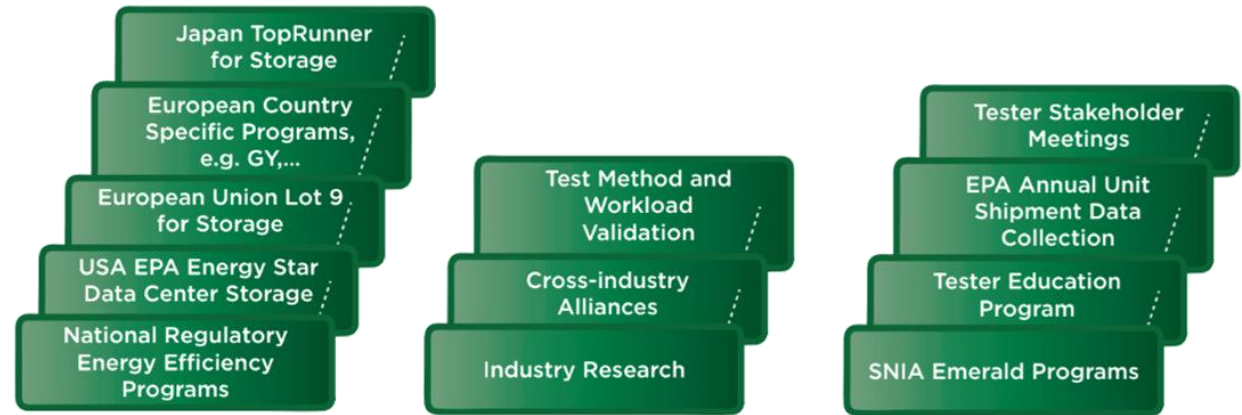 Japan TopRunner
for Storage
European Country
Specific Programs,
e.g. GY,...
European Union Lot 9
for Storage
USA EPA Energy Star
Data Center Storage
National Regulatory
Energy Efficiency
Programs
Test Method and
Workload
Validation
Cross-industry
Alliances
Industry Research
Tester Stakeholder
Meetings
EPA Annual Unit
Shipment Data
Collection
Tester Education
Program
SNIA Emerald Programs